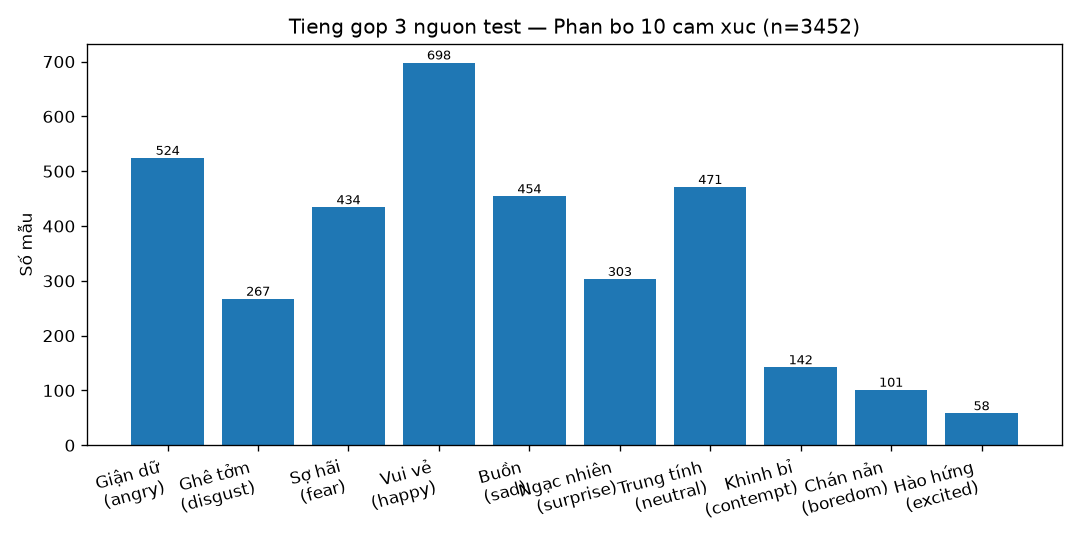 Tieng gop 3 nguon test — Phan bo 10 cam xuc (n=3452)
Số mẫu
700
600
500
400
300
200
100
0
524
267
434
698
454
303
471
142
101
58
Giận dữ
(angry)
Ghê tởm
(disgust)
Sợ hãi
(fear)
Vui vẻ
(happy)
Buồn
(sad)
Ngạc nhiên
(surprise)
Trung tính
(neutral)
Khinh bỉ
(contempt)
Chán nản
(boredom)
Hào hứng
(excited)